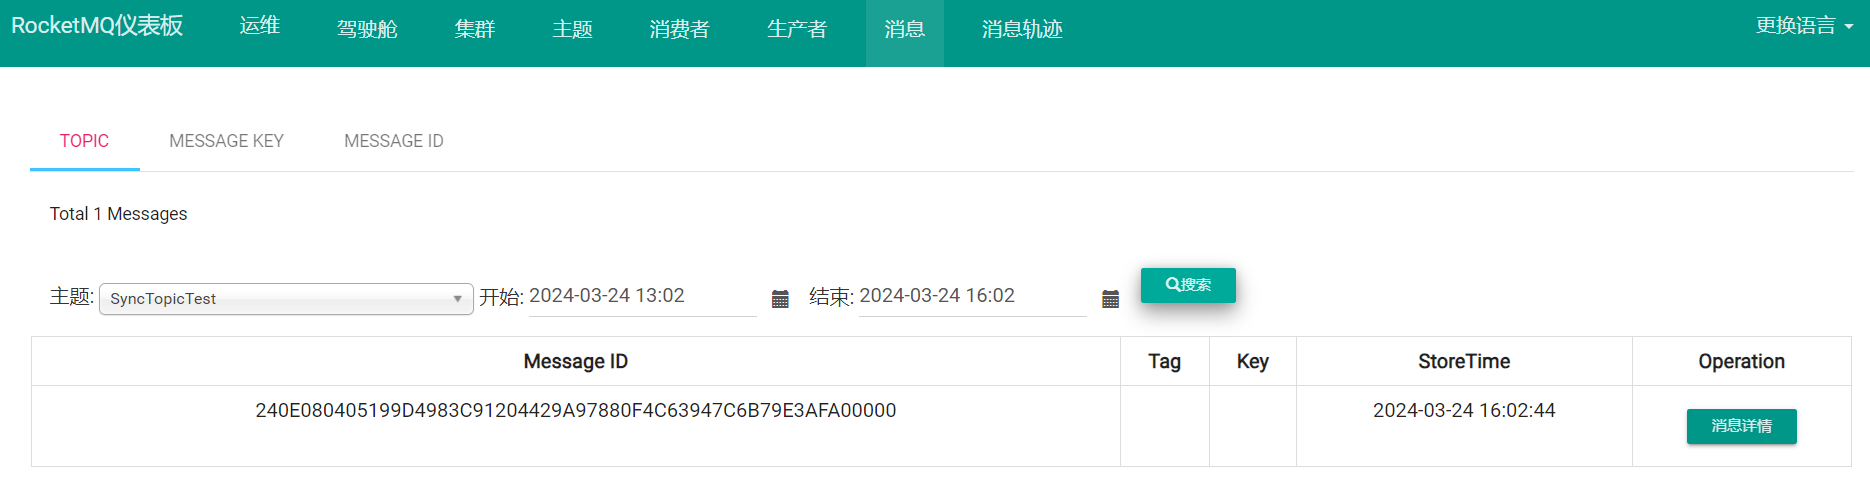 RocketMQ仪表板 运维 驾驶舱 集群 主题 消费者 生产者 消息 消息轨迹 更换语言
TOPIC MESSAGE KEY MESSAGE ID
Total 1 Messages
主题: SyncTopicTest 开始: 2024-03-24 13:02 结束: 2024-03-24 16:02 搜索
Message ID Tag Key StoreTime Operation
240E080405199D4983C91204429A97880F4C63947C6B79E3AFA00000 2024-03-24 16:02:44 消息详情